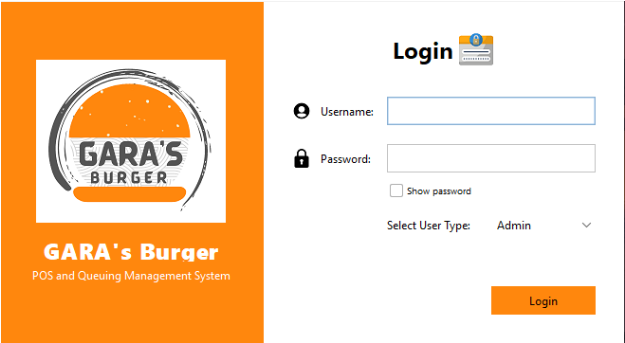 GARA'S
BURGER
GARA's Burger
POS and Queuing Management System
Login
Username:
Password:
Show password
Select User Type: Admin
Login